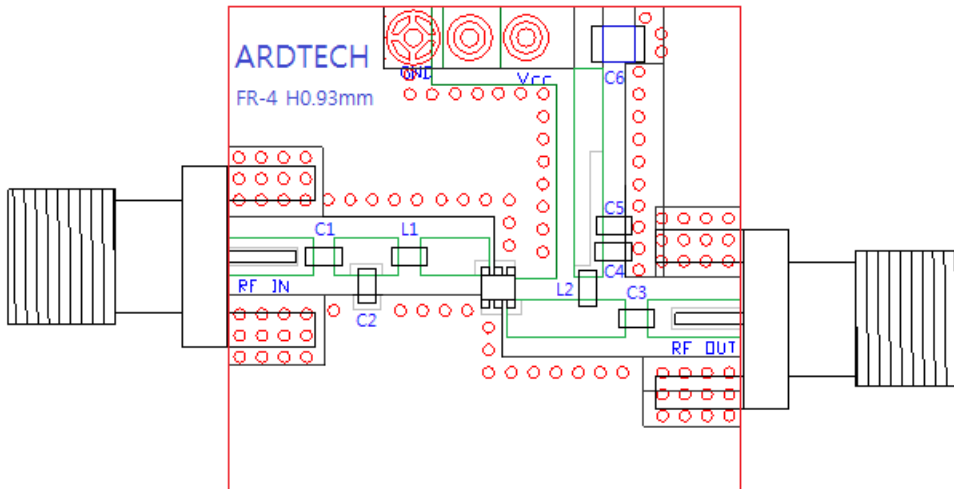 ARDTECH
FR-4 H0.93mm
GND
Vcc
C6
C5
C4
C1
L1
RF IN
C2
L2
C3
RF OUT